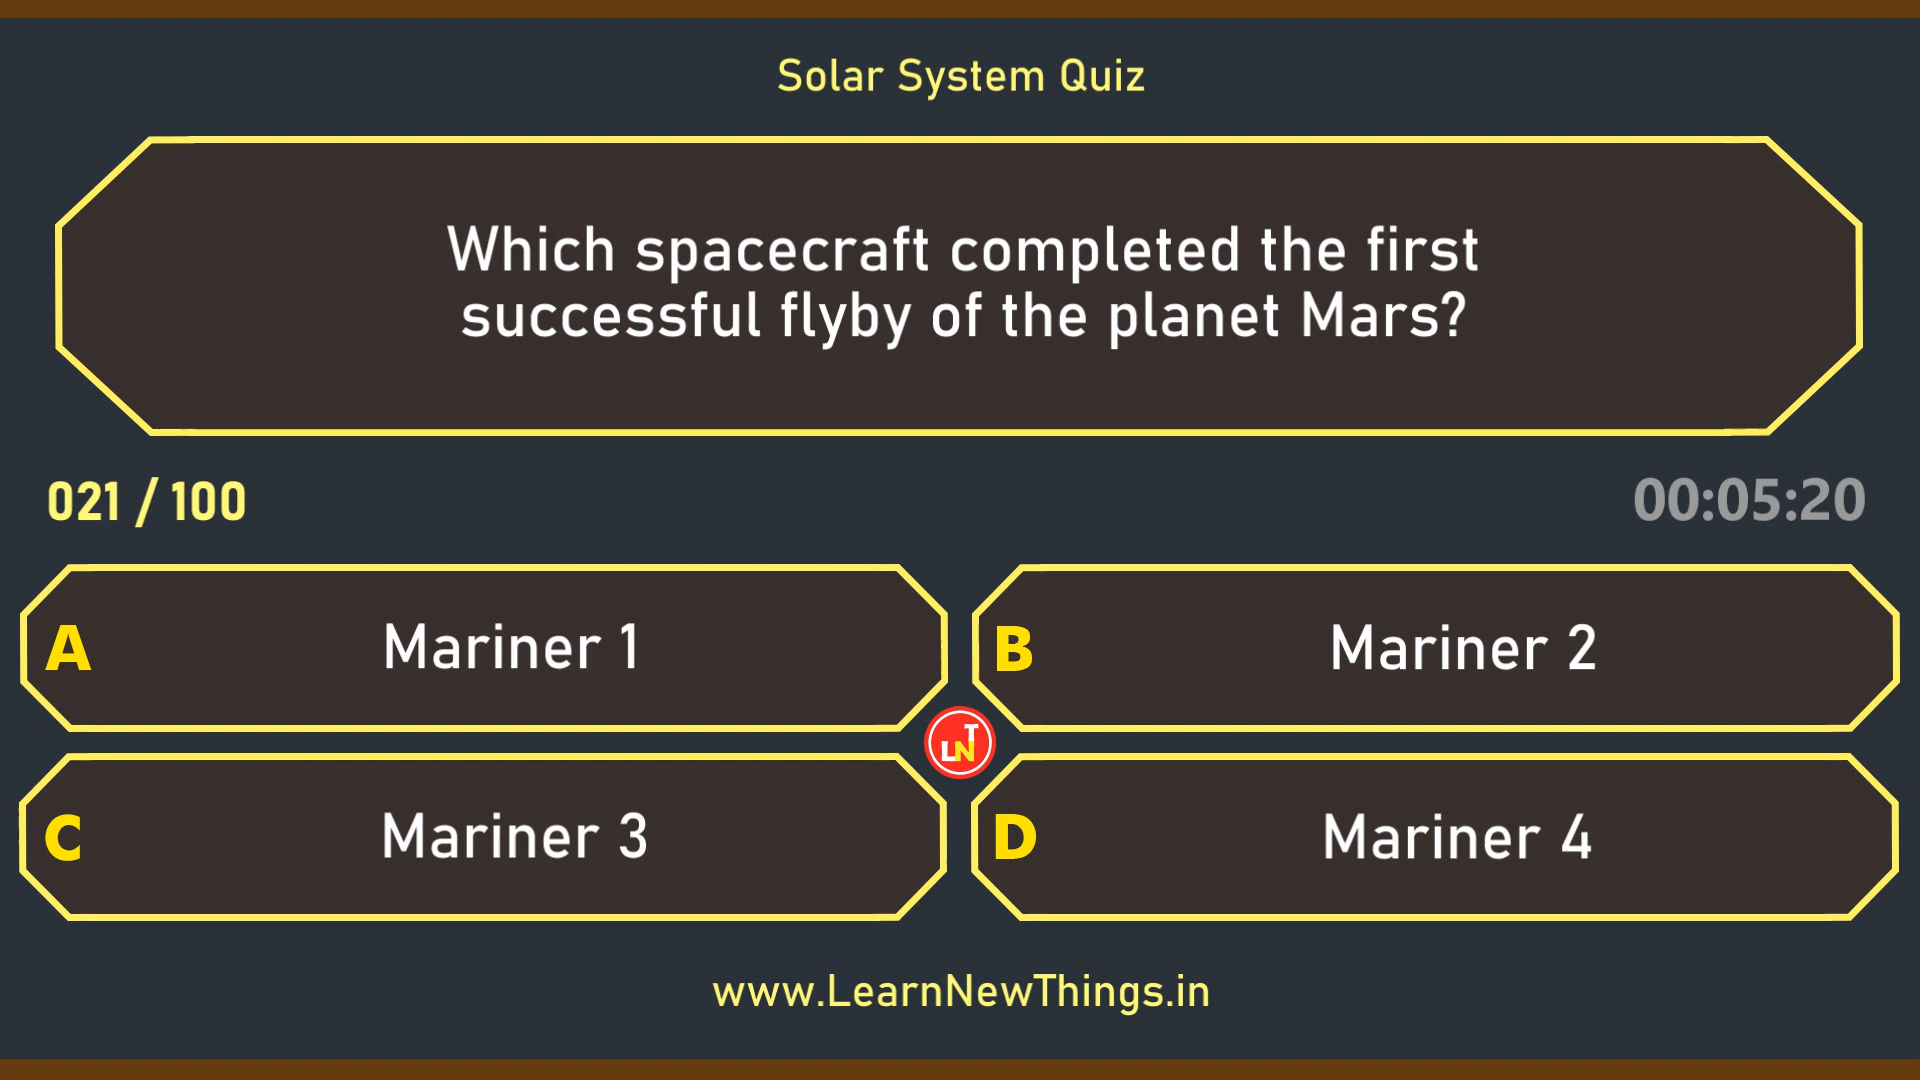 Solar System Quiz
Which spacecraft completed the first
successful flyby of the planet Mars?
021 / 100
00:05:20
A Mariner 1
B Mariner 2
LNT
C Mariner 3
D Mariner 4
www.LearnNewThings.in